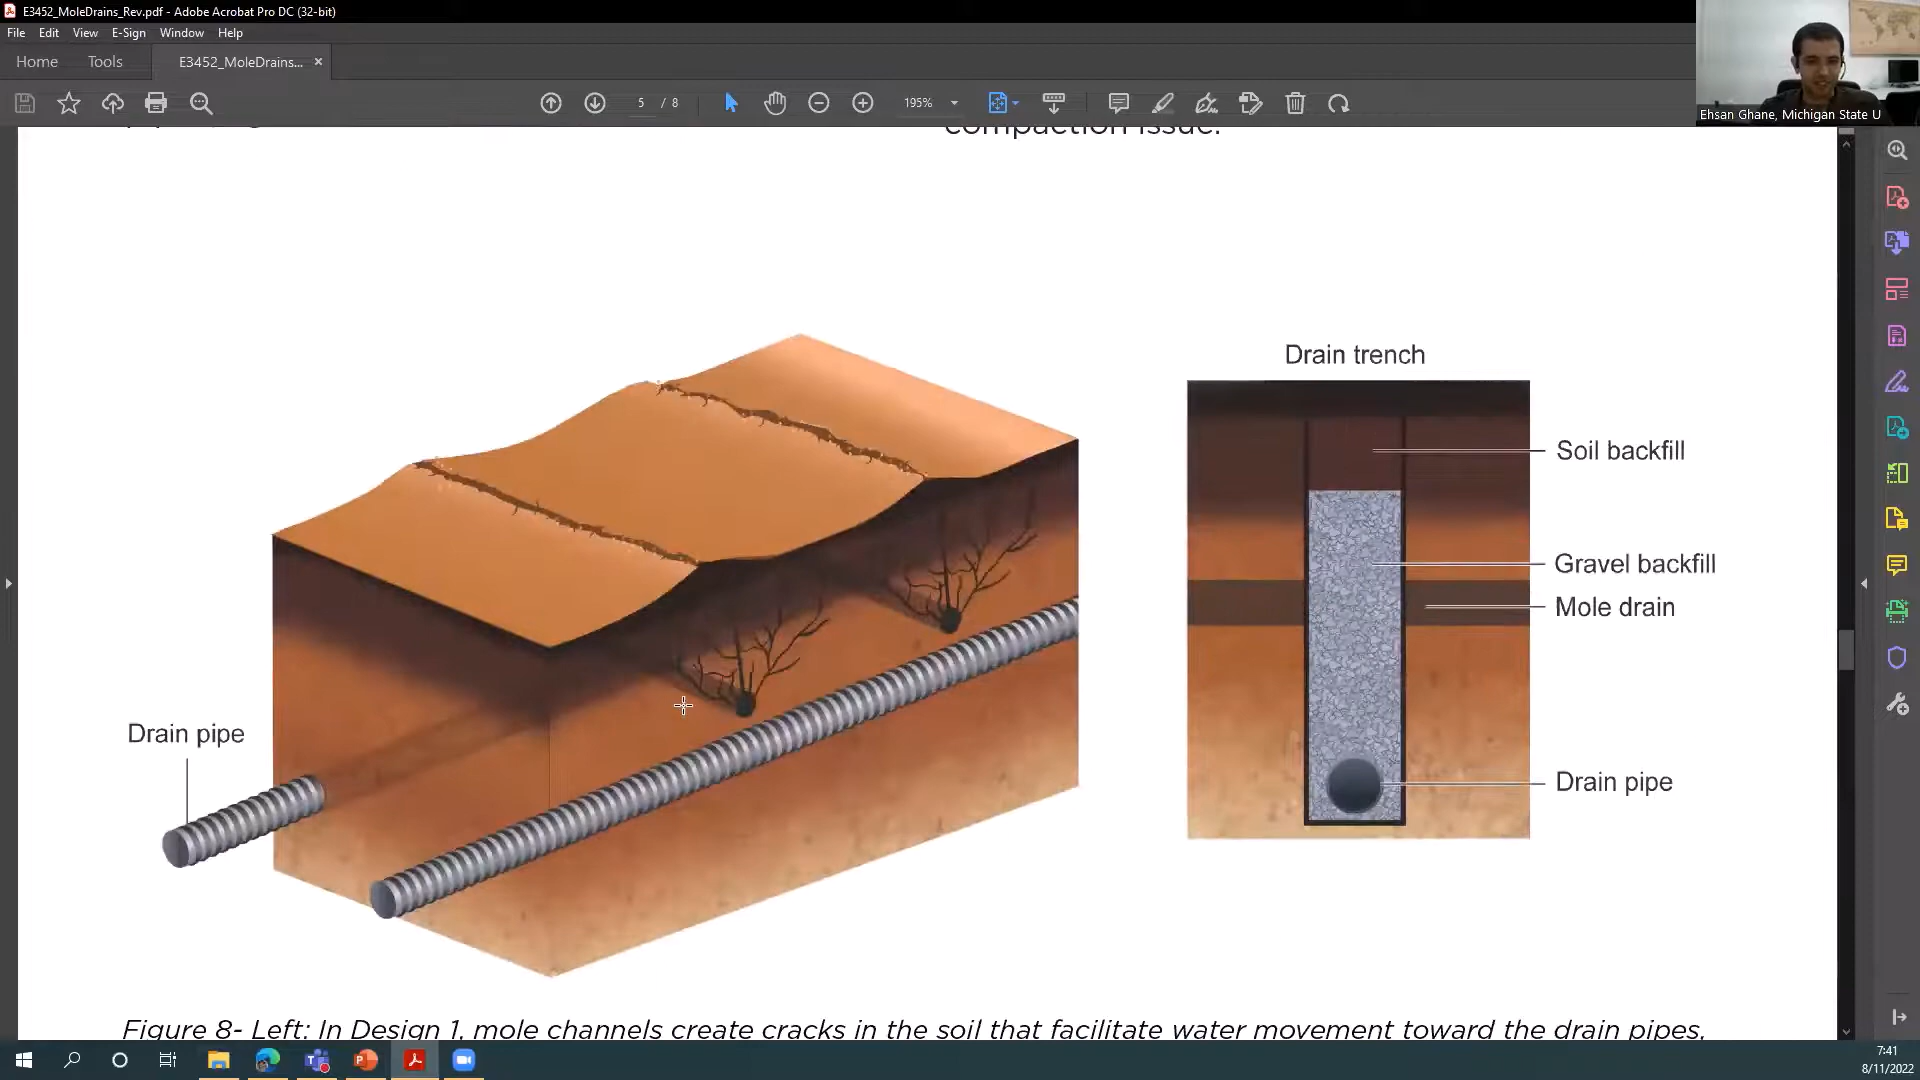 E3452_MoleDrains_Rev.pdf - Adobe Acrobat Pro DC (32-bit)
File Edit View E-Sign Window Help
Home Tools E3452_MoleDrains... ×
5 / 8 195%
Ehsan Ghane, Michigan State U
compaction issue.
Drain trench
Soil backfill
Gravel backfill
Mole drain
Drain pipe
Drain pipe
Figure 8- Left: In Design 1, mole channels create cracks in the soil that facilitate water movement toward the drain pipes,
7:41
8/11/2022